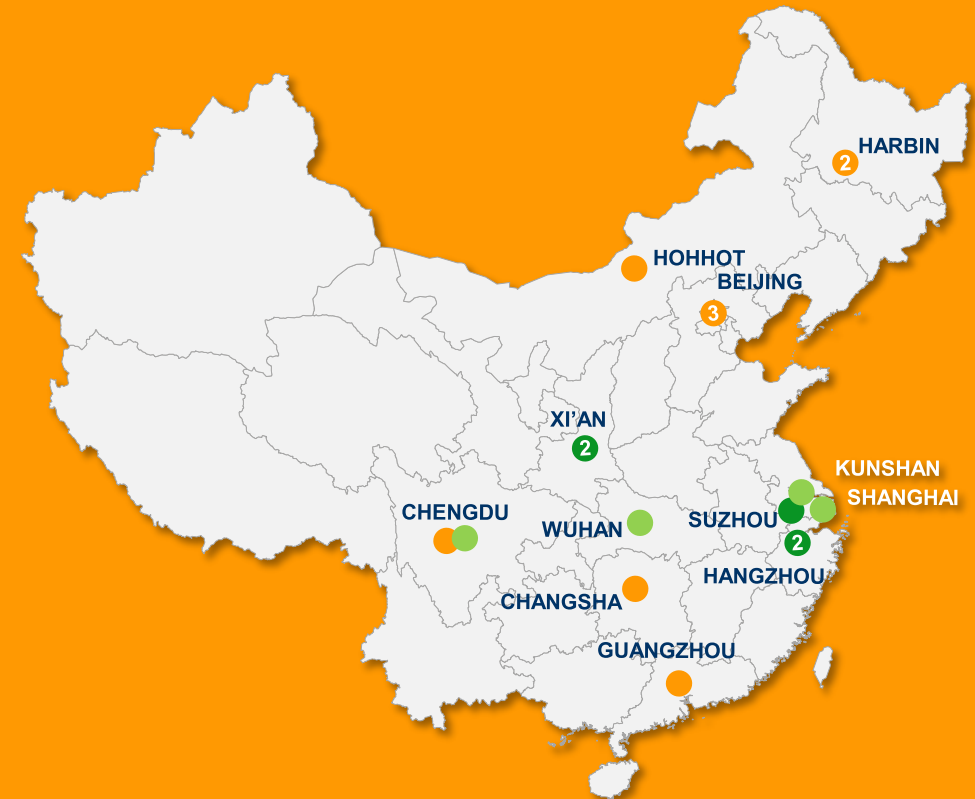 HARBIN
2
HOHHOT
BEIJING
3
XI'AN
2
KUNSHAN
SHANGHAI
CHENGDU
WUHAN
SUZHOU
2
HANGZHOU
CHANGSHA
GUANGZHOU